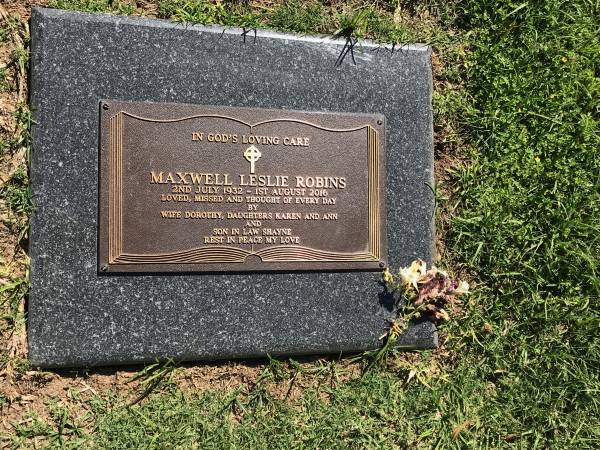 IN GOD'S LOVING CARE
MAXWELL LESLIE ROBINS
2ND JULY 1932 - 1ST AUGUST 2016
LOVED, MISSED AND THOUGHT OF EVERY DAY
BY
WIFE DOROTHY, DAUGHTERS KAREN AND ANN
AND
SON IN LAW SHAYNE
REST IN PEACE MY LOVE